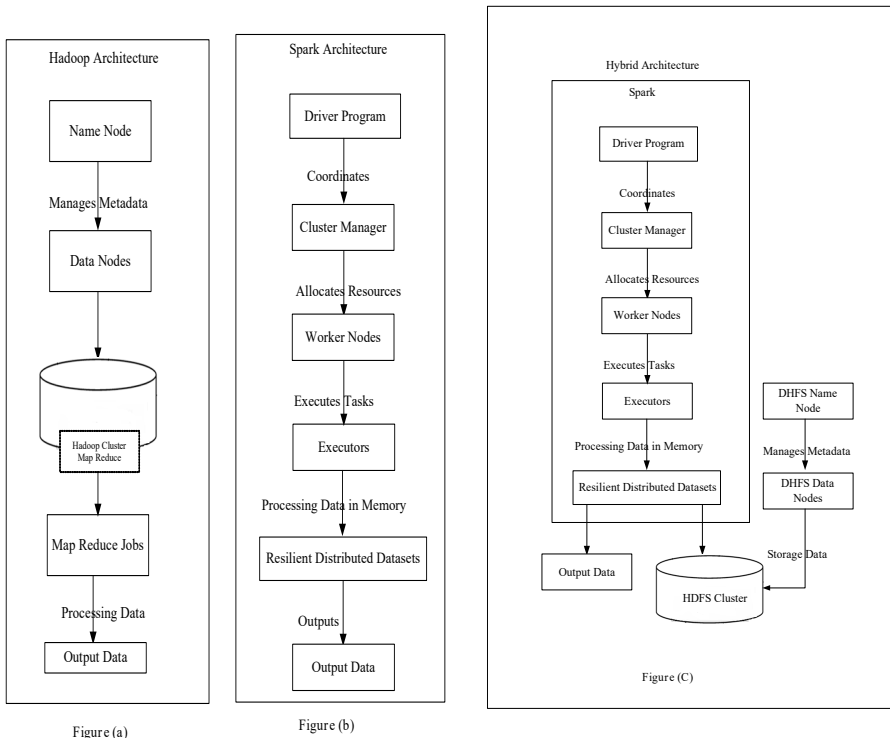 Hadoop Architecture
Name Node
Manages Metadata
Data Nodes
Hadoop Cluster
Map Reduce
Map Reduce Jobs
Processing Data
Output Data
Figure (a)
Spark Architecture
Driver Program
Coordinates
Cluster Manager
Allocates Resources
Worker Nodes
Executes Tasks
Executors
Processing Data in Memory
Resilient Distributed Datasets
Outputs
Output Data
Figure (b)
Hybrid Architecture
Spark
Driver Program
Coordinates
Cluster Manager
Allocates Resources
Worker Nodes
Executes Tasks
Executors
Processing Data in Memory
Resilient Distributed Datasets
Output Data
DHFS Name
Node
Manages Metadata
DHFS Data
Nodes
Storage Data
HDFS Cluster
Figure (C)